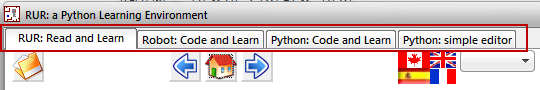 RUR: a Python Learning Environment
RUR: Read and Learn Robot: Code and Learn Python: Code and Learn Python: simple editor